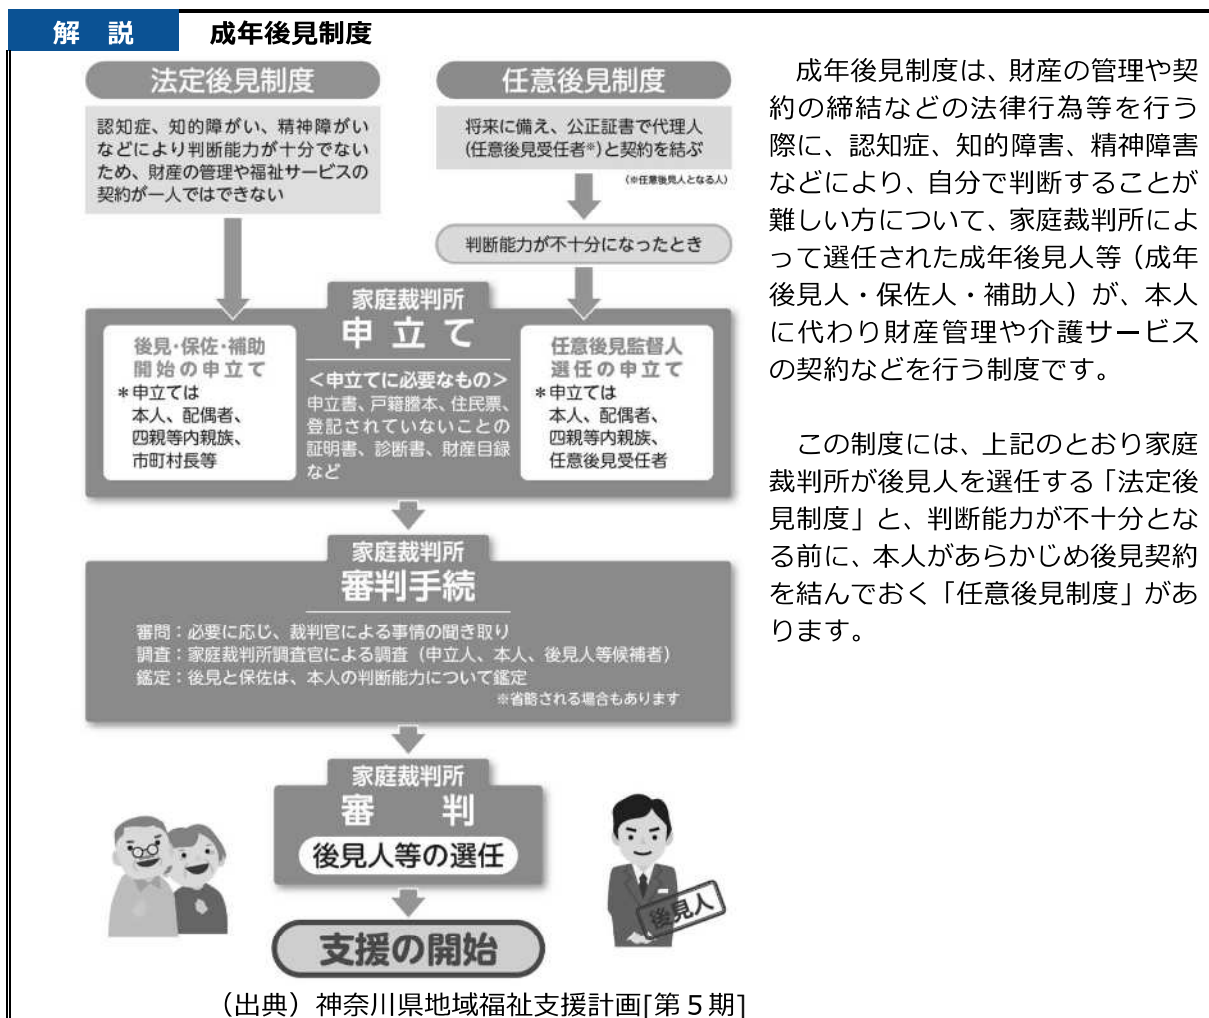 解 説
成年後見制度
法定後見制度
認知症、知的障がい、精神障がい
などにより判断能力が十分でない
ため、財産の管理や福祉サービスの
契約が一人ではできない
任意後見制度
将来に備え、公正証書で代理人
(任意後見受任者※)と契約を結ぶ
(※任意後見人となる人)
判断能力が不十分になったとき
家庭裁判所
申 立 て
後見・保佐・補助
開始の申立て
*申立ては
本人、配偶者、
四親等内親族、
市町村長等
<申立てに必要なもの>
申立書、戸籍謄本、住民票、
登記されていないことの
証明書、診断書、財産目録
など
任意後見監督人
選任の申立て
*申立ては
本人、配偶者、
四親等内親族、
任意後見受任者
家庭裁判所
審判手続
審問:必要に応じ、裁判官による事情の聞き取り
調査:家庭裁判所調査官による調査(申立人、本人、後見人等候補者)
鑑定:後見と保佐は、本人の判断能力について鑑定
※省略される場合もあります
家庭裁判所
審 判
後見人等の選任
後見人
支援の開始
(出典)神奈川県地域福祉支援計画[第5期]
成年後見制度は、財産の管理や契
約の締結などの法律行為等を行う
際に、認知症、知的障害、精神障害
などにより、自分で判断することが
難しい方について、家庭裁判所によ
って選任された成年後見人等(成年
後見人・保佐人・補助人)が、本人
に代わり財産管理や介護サービス
の契約などを行う制度です。
この制度には、上記のとおり家庭
裁判所が後見人を選任する「法定後
見制度」と、判断能力が不十分とな
る前に、本人があらかじめ後見契約
を結んでおく「任意後見制度」があ
ります。